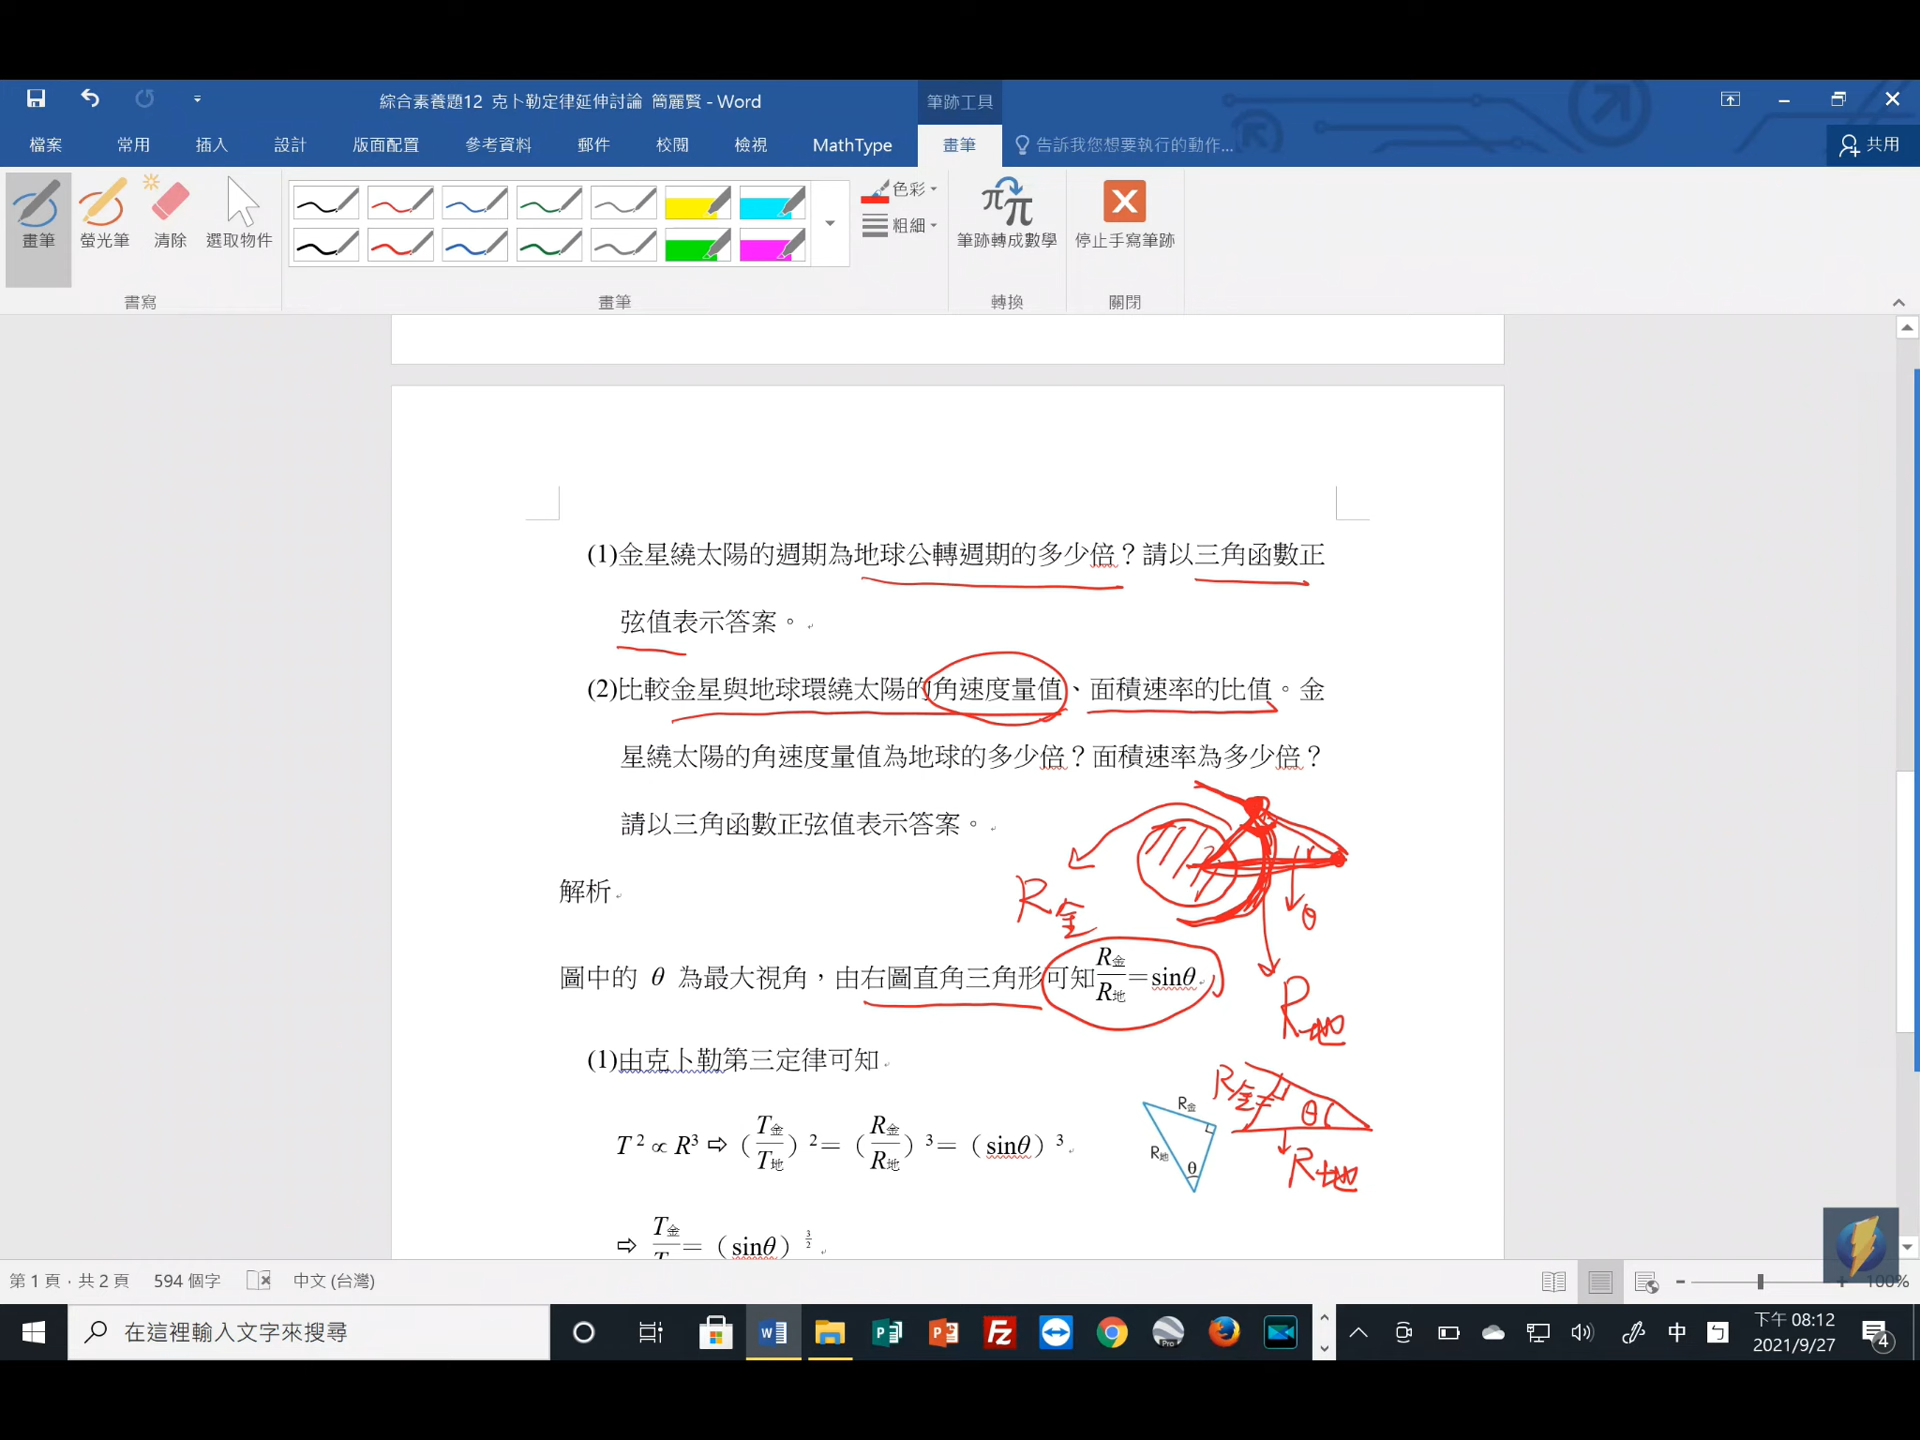 綜合素養題12 克卜勒定律延伸討論 簡麗賢 - Word
筆跡工具
檔案 常用 插入 設計 版面配置 參考資料 郵件 校閱 檢視 MathType 畫筆 告訴我您想要執行的動作... 共用
畫筆 螢光筆 清除 選取物件 色彩 粗細 筆跡轉成數學 停止手寫筆跡
書寫 畫筆 轉換 關閉
(1)金星繞太陽的週期為地球公轉週期的多少倍？請以三角函數正
弦值表示答案。
(2)比較金星與地球環繞太陽的角速度量值、面積速率的比值。金
星繞太陽的角速度量值為地球的多少倍？面積速率為多少倍？
請以三角函數正弦值表示答案。
解析
R金
θ
圖中的 θ 為最大視角，由右圖直角三角形可知 R金/R地＝sinθ
R地
(1)由克卜勒第三定律可知
R金 θ
R地
R金
R地
θ
T² ∝ R³ ⇨（T金/T地）²＝（R金/R地）³＝（sinθ）³
⇨ T金/T＝（sinθ）3/2
第 1 頁，共 2 頁 594 個字 中文 (台灣) 100%
在這裡輸入文字來搜尋 Pro 中 下午 08:12
2021/9/27 4